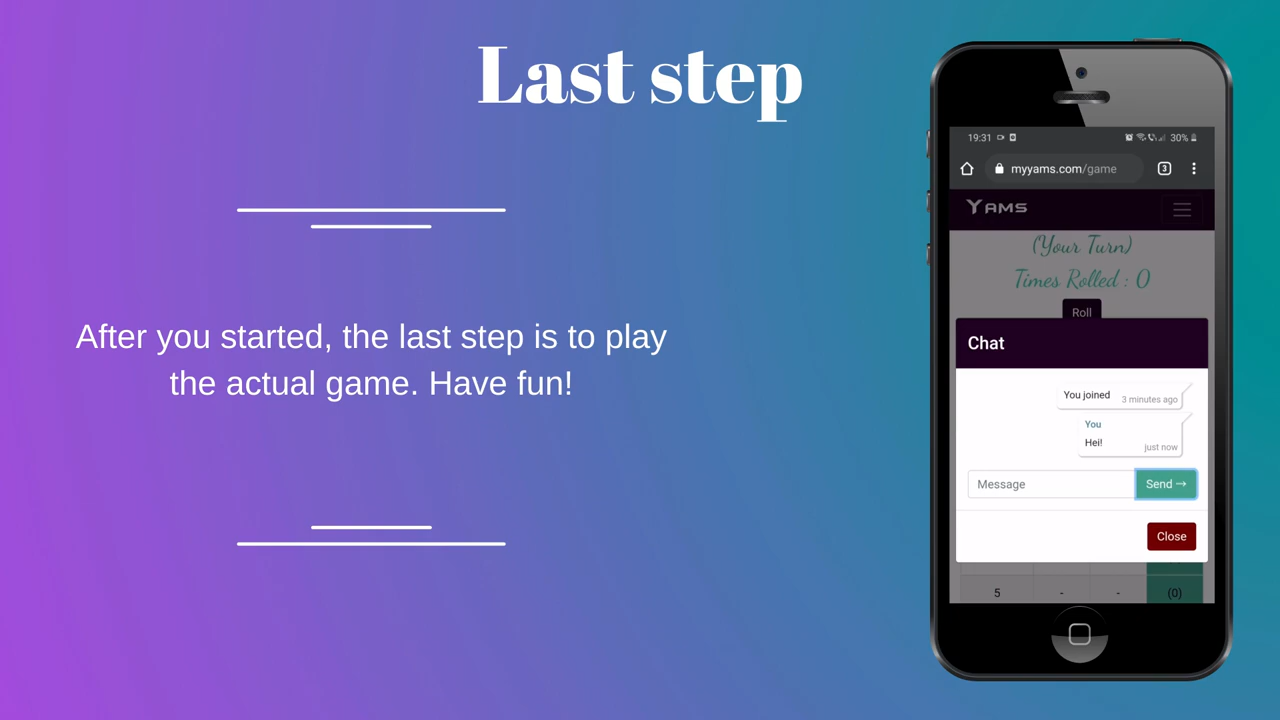 Last step
After you started, the last step is to play
the actual game. Have fun!
19:31
30%
myyams.com/game
3
YAMS
(Your Turn)
Times Rolled : 0
Roll
Chat
You joined 3 minutes ago
You
Hei! just now
Message
Send →
Close
5 - - (0)